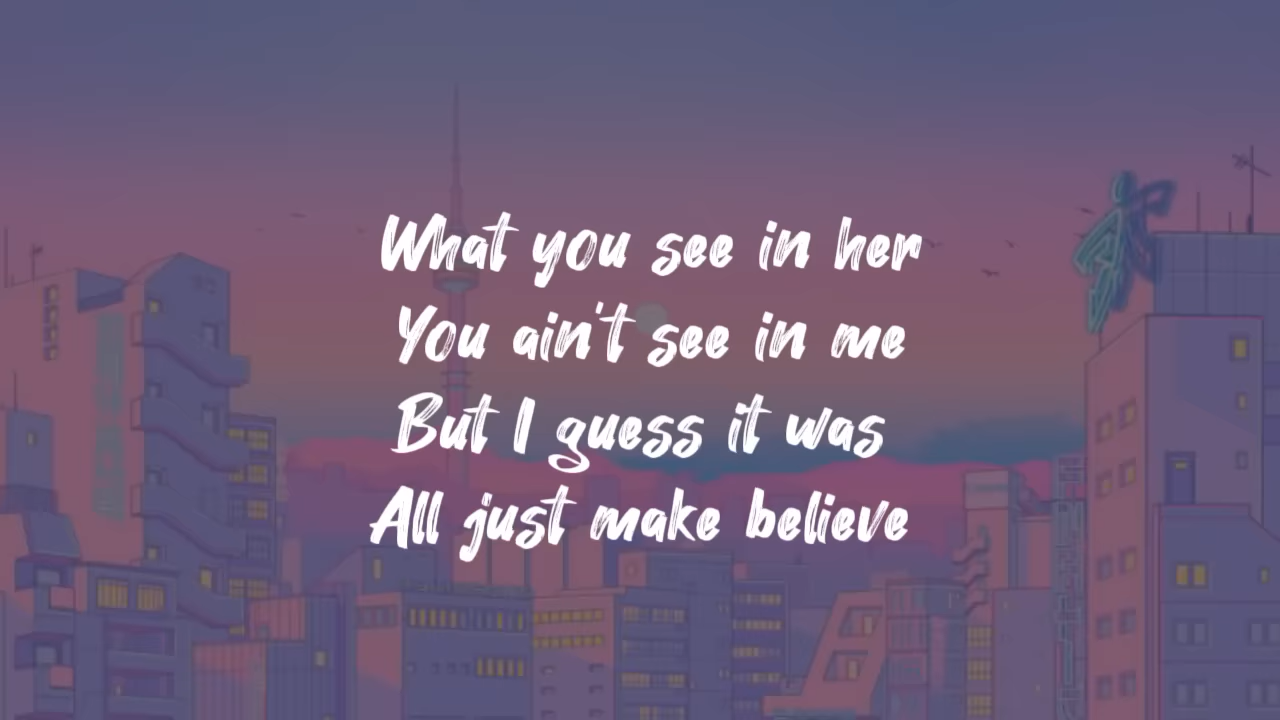 What you see in her
You ain't see in me
But I guess it was
All just make believe